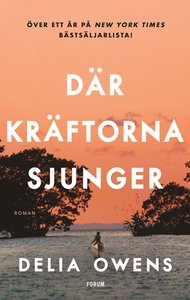 ÖVER ETT ÅR PÅ NEW YORK TIMES
BÄSTSÄLJARLISTA!
DÄR
KRÄFTORNA
SJUNGER
ROMAN
DELIA OWENS
FORUM